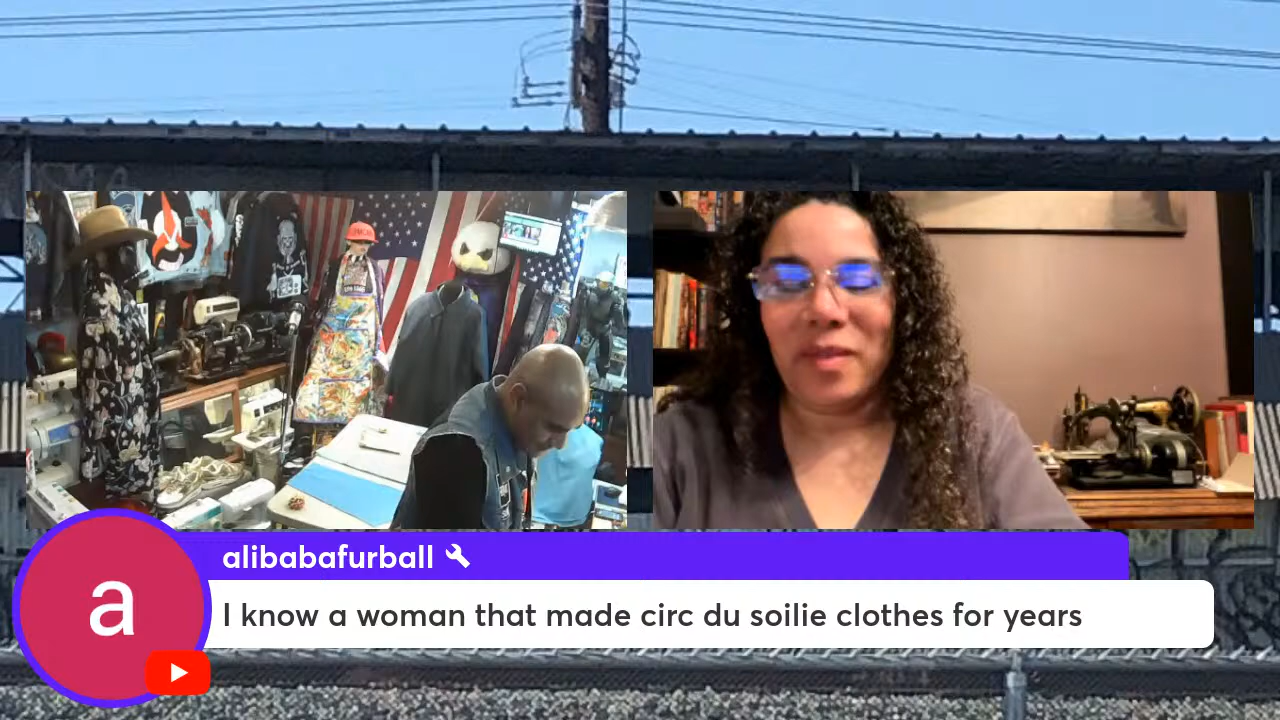 alibabafurball
a
I know a woman that made circ du soilie clothes for years